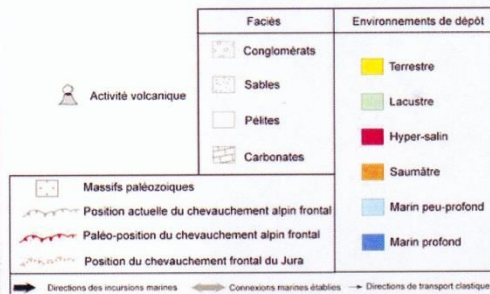 Faciès
Environnements de dépôt
Conglomérats
Sables
Pélites
Carbonates
Terrestre
Lacustre
Hyper-salin
Saumâtre
Marin peu-profond
Marin profond
Activité volcanique
Massifs paléozoiques
Position actuelle du chevauchement alpin frontal
Paléo-position du chevauchement alpin frontal
Position du chevauchement frontal du Jura
Directions des incursions marines
Connexions marines établies
Directions de transport clastique